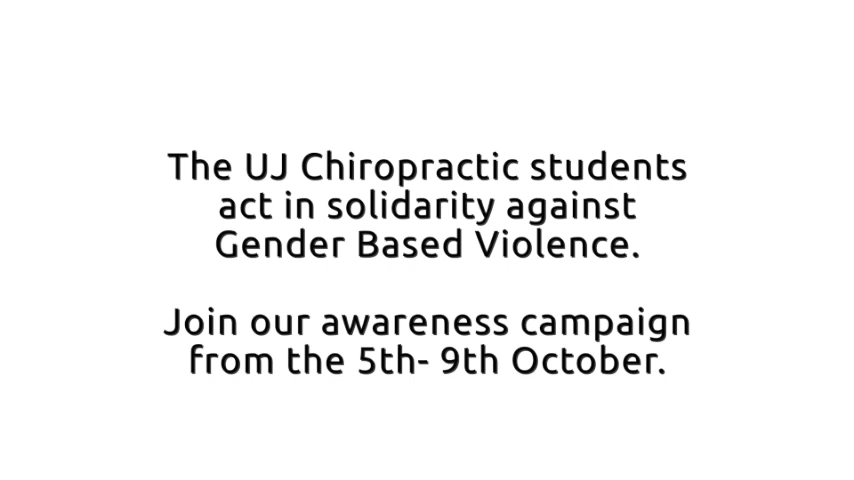 The UJ Chiropractic students
act in solidarity against
Gender Based Violence.
Join our awareness campaign
from the 5th- 9th October.